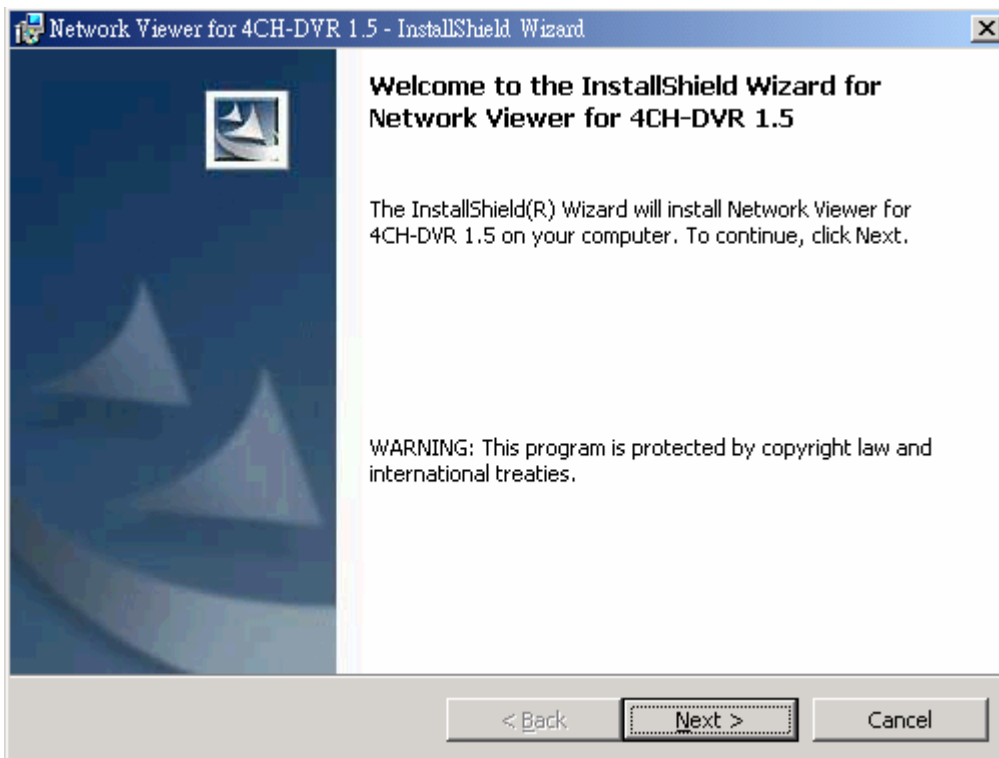 Network Viewer for 4CH-DVR 1.5 - InstallShield Wizard
Welcome to the InstallShield Wizard for
Network Viewer for 4CH-DVR 1.5
The InstallShield(R) Wizard will install Network Viewer for
4CH-DVR 1.5 on your computer. To continue, click Next.
WARNING: This program is protected by copyright law and
international treaties.
< Back
Next >
Cancel